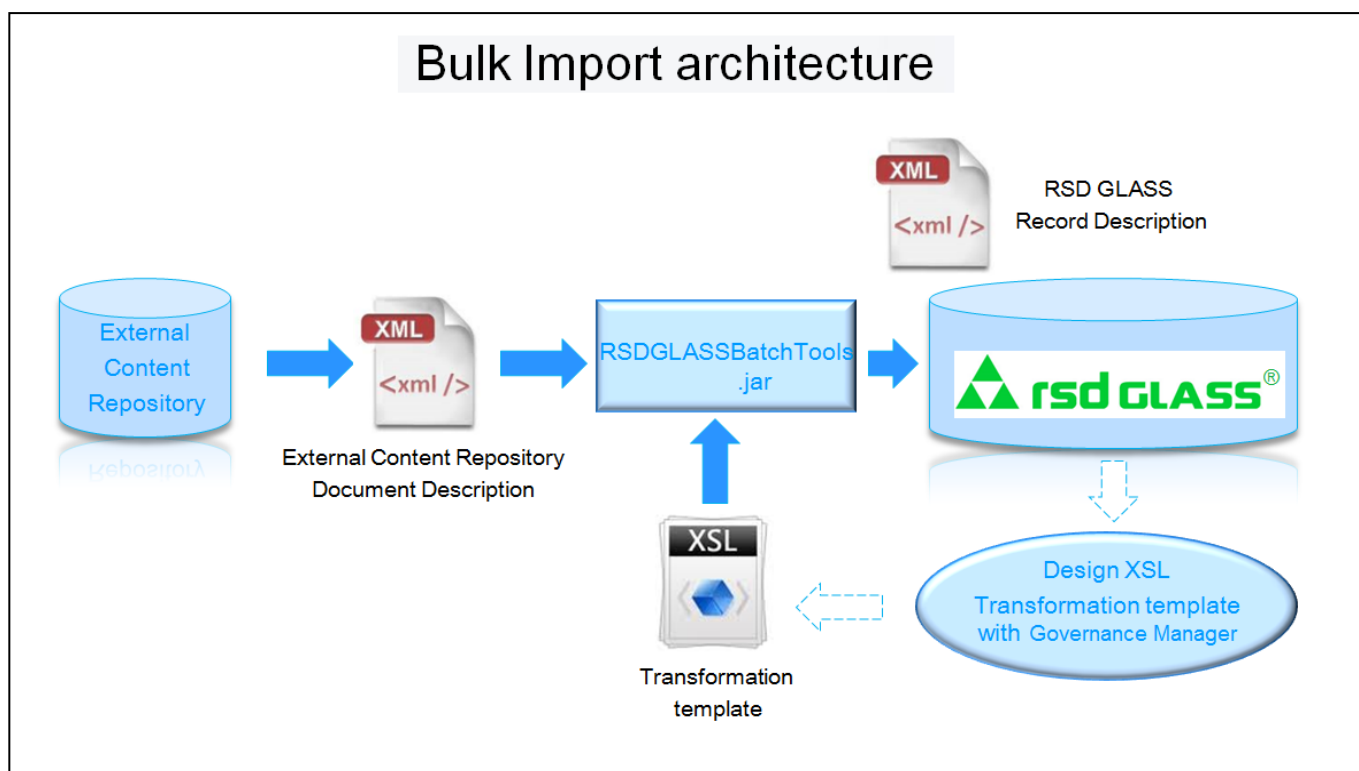 Bulk Import architecture
XML
<xml />
RSD GLASS
Record Description
External
Content
Repository
XML
<xml />
External Content Repository
Document Description
RSDGLASSBatchTools
.jar
rsd GLASS®
XSL
Transformation
template
Design XSL
Transformation template
with Governance Manager